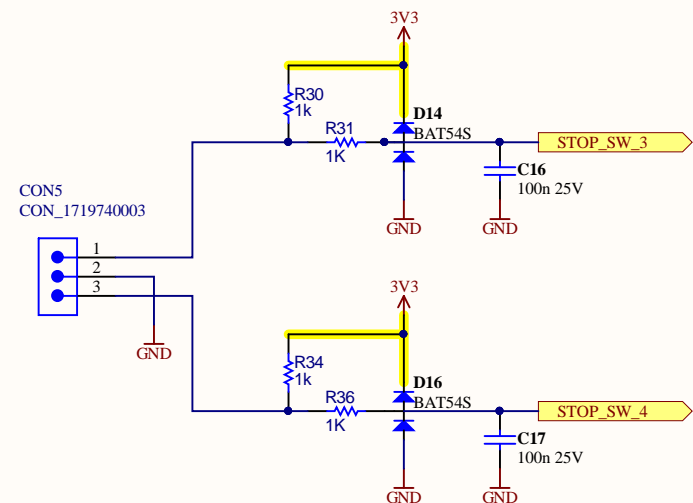 3V3
R30
1k
D14
BAT54S
R31
1K
STOP_SW_3
C16
100n 25V
GND
GND
CON5
CON_1719740003
1
2
3
GND
3V3
R34
1k
D16
BAT54S
R36
1K
STOP_SW_4
C17
100n 25V
GND
GND